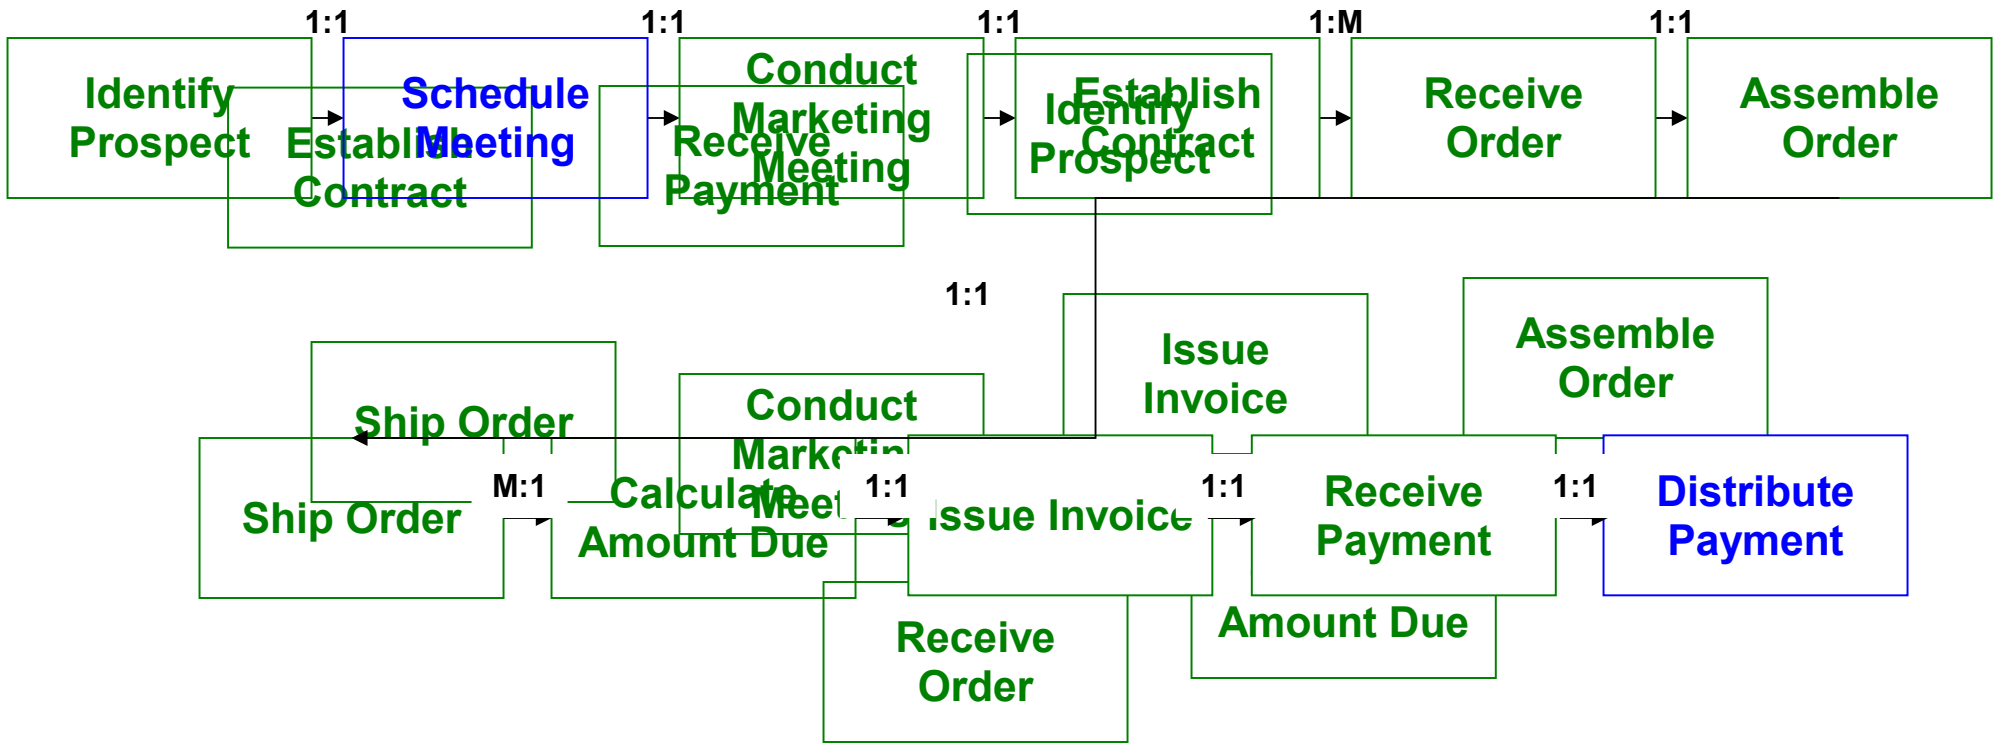 1:1
1:1
1:1
1:M
1:1
Identify
Prospect
Schedule
Meeting
Conduct
Marketing
Meeting
Establish
Contract
Receive
Order
Assemble
Order
Establish
Contract
Receive
Payment
Identify
Prospect
1:1
Issue
Invoice
Assemble
Order
Ship Order
Conduct
Marketing
Meeting
Ship Order
M:1
Calculate
Amount Due
1:1
Issue Invoice
1:1
Receive
Payment
1:1
Distribute
Payment
Receive
Order
Amount Due